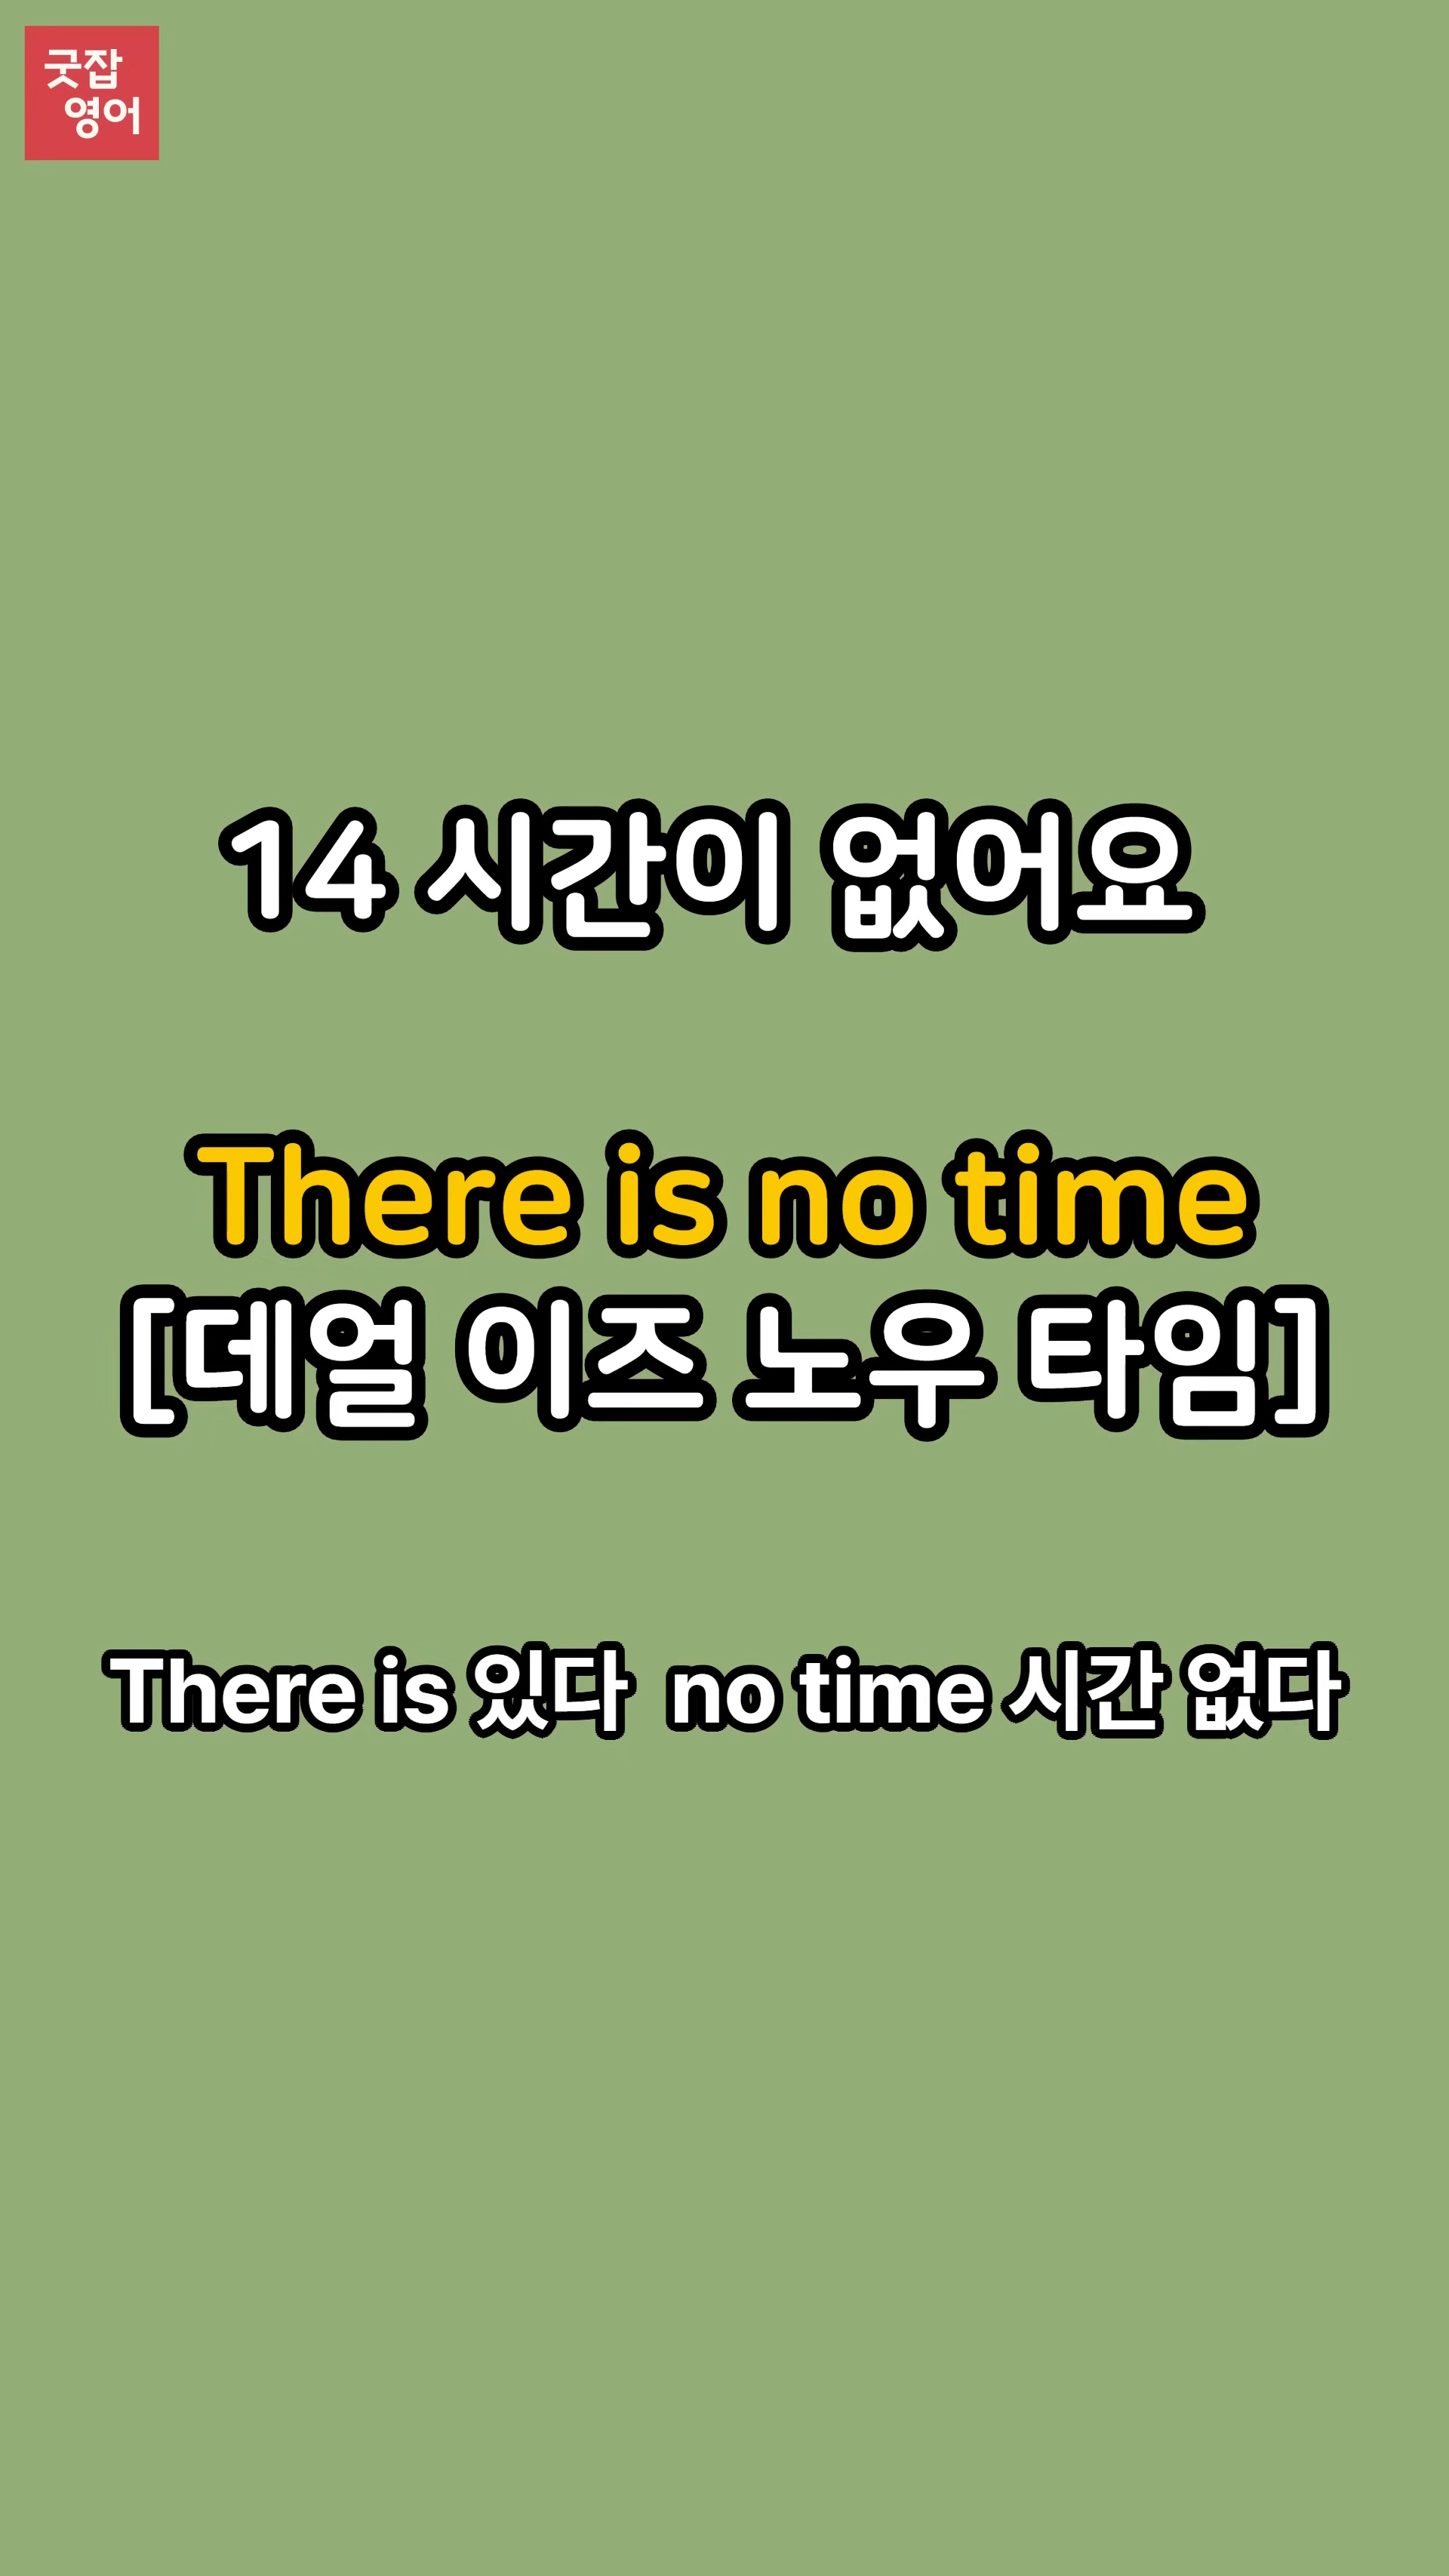 굿잡
영어
14 시간이 없어요
There is no time
[데얼 이즈 노우 타임]
There is 있다 no time 시간 없다